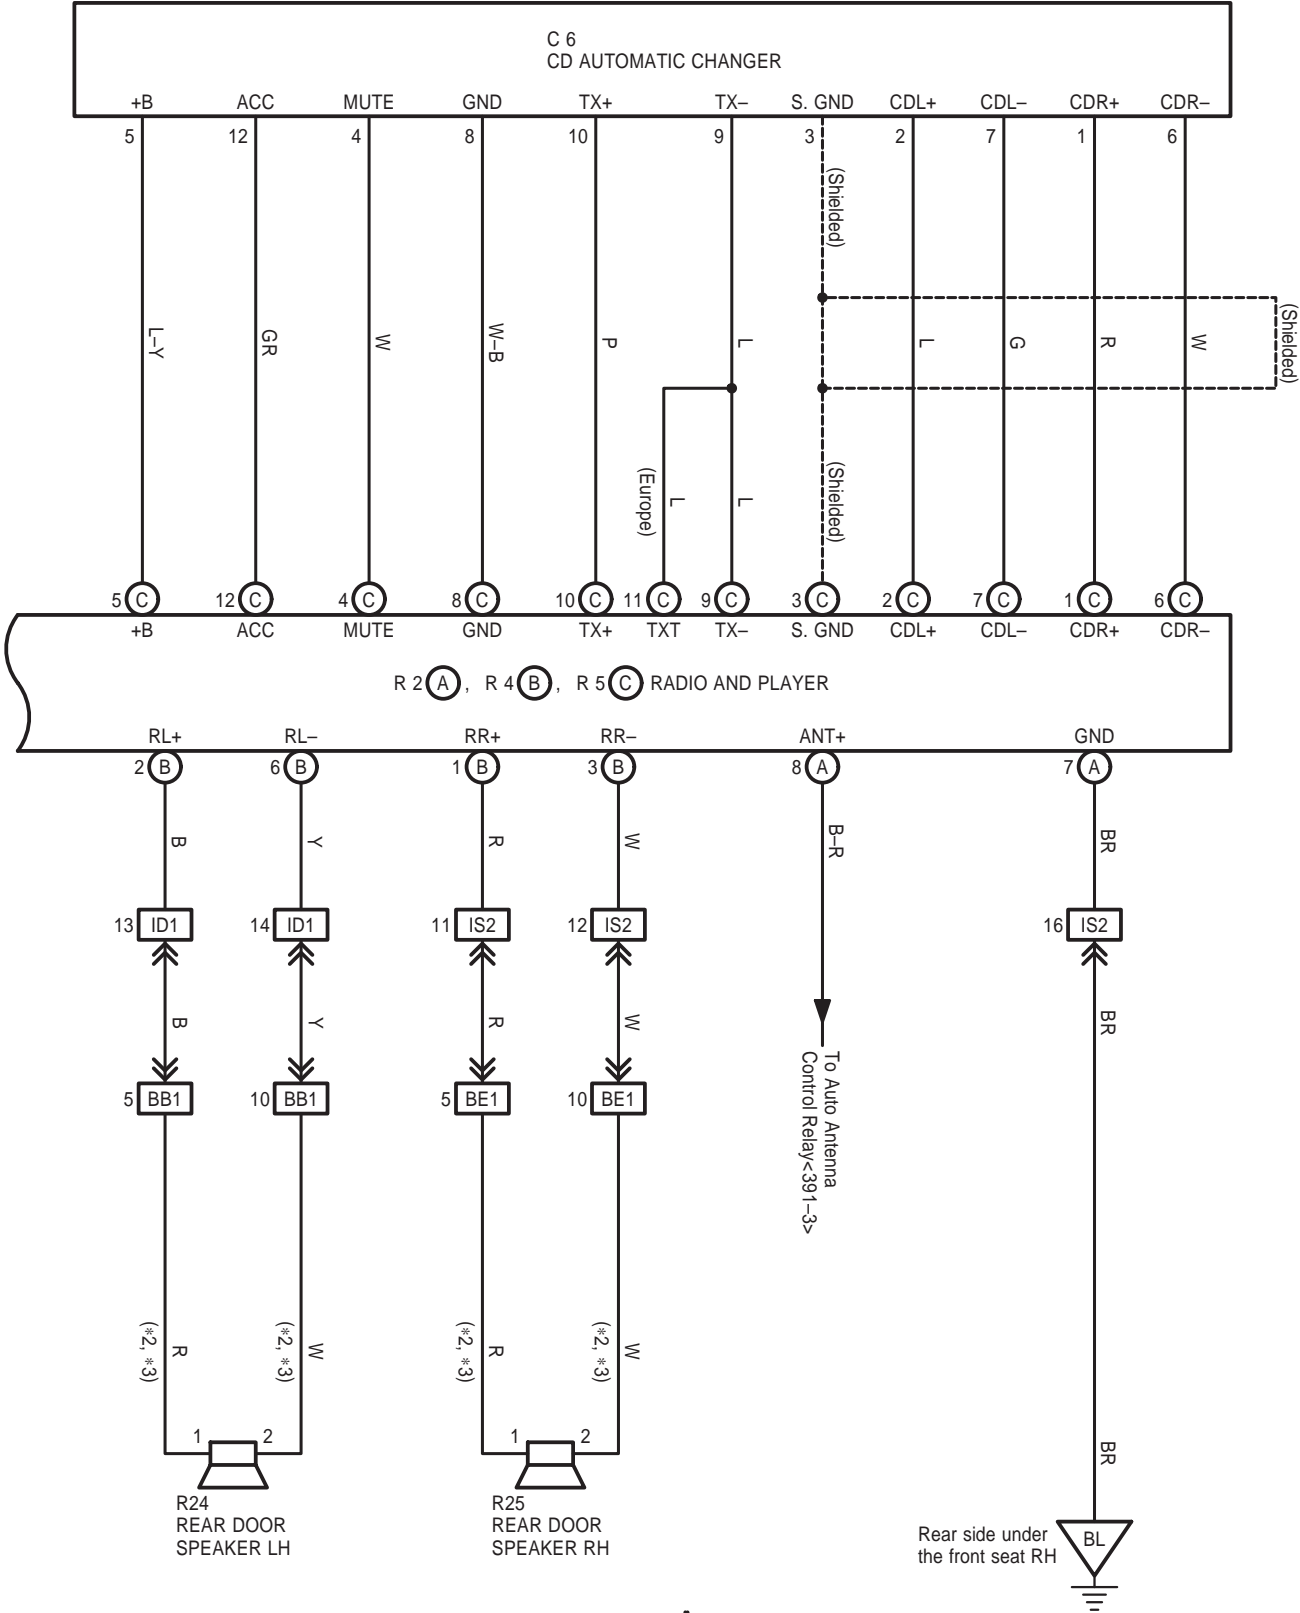 C 6
CD AUTOMATIC CHANGER
+B ACC MUTE GND TX+ TX– S. GND CDL+ CDL– CDR+ CDR–
5 12 4 8 10 9 3 2 7 1 6
(Shielded)
(Shielded)
L–Y GR W W–B P L L G R W
(Europe) L L (Shielded)
5 C 12 C 4 C 8 C 10 C 11 C 9 C 3 C 2 C 7 C 1 C 6 C
+B ACC MUTE GND TX+ TXT TX– S. GND CDL+ CDL– CDR+ CDR–
R 2 A , R 4 B , R 5 C RADIO AND PLAYER
RL+ RL– RR+ RR– ANT+ GND
2 B 6 B 1 B 3 B 8 A 7 A
B Y R W B–R BR
13 ID1 14 ID1 11 IS2 12 IS2 16 IS2
B Y R W BR
To Auto Antenna
Control Relay<391–3>
5 BB1 10 BB1 5 BE1 10 BE1
(*2, *3) R (*2, *3) W (*2, *3) R (*2, *3) W
BR
1 2 1 2
R24
REAR DOOR
SPEAKER LH
R25
REAR DOOR
SPEAKER RH
Rear side under
the front seat RH
BL